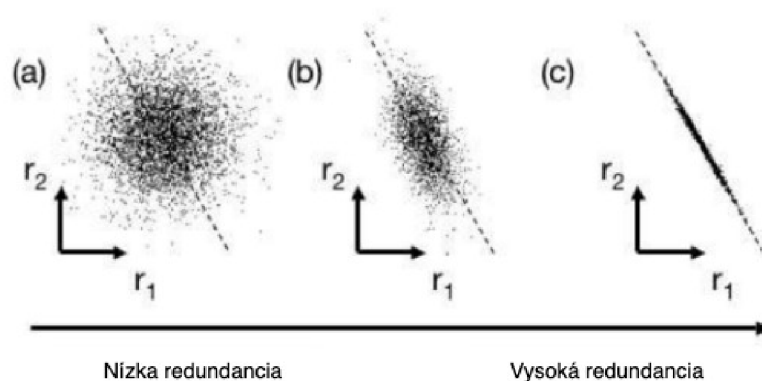 (a)
r2
r1
(b)
r2
r1
(c)
r2
r1
Nízka redundancia
Vysoká redundancia